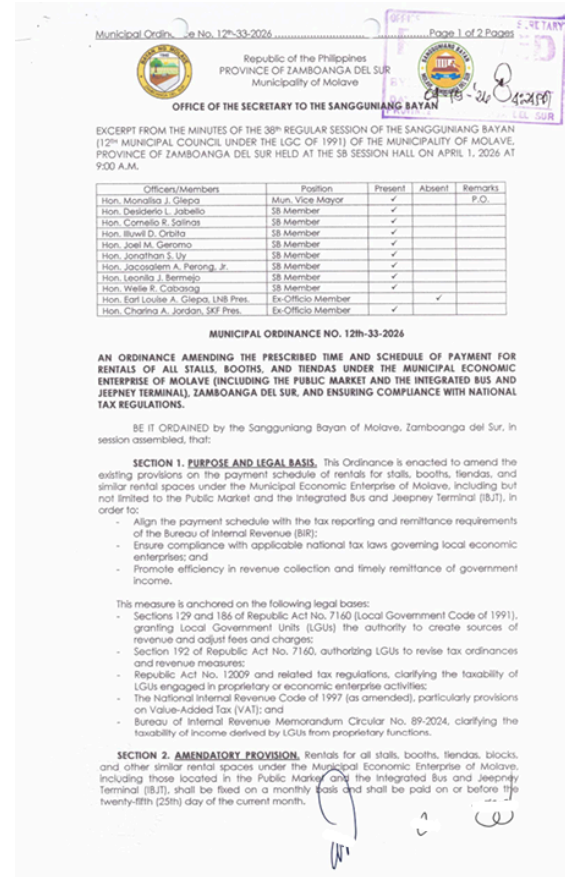 Municipal Ordinance No. 12th-33-2026 Page 1 of 2 Pages
OFFICE
SECRETARY
SANGGUNIANG BAYAN
Republic of the Philippines
PROVINCE OF ZAMBOANGA DEL SUR
Municipality of Molave
OFFICE OF THE SECRETARY TO THE SANGGUNIANG BAYAN
EXCERPT FROM THE MINUTES OF THE 38th REGULAR SESSION OF THE SANGGUNIANG BAYAN
(12th MUNICIPAL COUNCIL UNDER THE LGC OF 1991) OF THE MUNICIPALITY OF MOLAVE,
PROVINCE OF ZAMBOANGA DEL SUR HELD AT THE SB SESSION HALL ON APRIL 1, 2026 AT
9:00 A.M.
Officers/Members Position Present Absent Remarks
Hon. Monalisa J. Glepa Mun. Vice Mayor ✓ P.O.
Hon. Desiderio L. Jabello SB Member ✓
Hon. Cornelio R. Salinas SB Member ✓
Hon. Illuwil D. Orbita SB Member ✓
Hon. Joel M. Geromo SB Member ✓
Hon. Jonathan S. Uy SB Member ✓
Hon. Jacosalem A. Perong, Jr. SB Member ✓
Hon. Leonila J. Bermejo SB Member ✓
Hon. Welie R. Cabasag SB Member ✓
Hon. Earl Louise A. Glepa, LNB Pres. Ex-Officio Member ✓
Hon. Charina A. Jordan, SKF Pres. Ex-Officio Member ✓
MUNICIPAL ORDINANCE NO. 12th-33-2026
AN ORDINANCE AMENDING THE PRESCRIBED TIME AND SCHEDULE OF PAYMENT FOR
RENTALS OF ALL STALLS, BOOTHS, AND TIENDAS UNDER THE MUNICIPAL ECONOMIC
ENTERPRISE OF MOLAVE (INCLUDING THE PUBLIC MARKET AND THE INTEGRATED BUS AND
JEEPNEY TERMINAL), ZAMBOANGA DEL SUR, AND ENSURING COMPLIANCE WITH NATIONAL
TAX REGULATIONS.
BE IT ORDAINED by the Sangguniang Bayan of Molave, Zamboanga del Sur, in
session assembled, that:
SECTION 1. PURPOSE AND LEGAL BASIS. This Ordinance is enacted to amend the
existing provisions on the payment schedule of rentals for stalls, booths, tiendas, and
similar rental spaces under the Municipal Economic Enterprise of Molave, including but
not limited to the Public Market and the Integrated Bus and Jeepney Terminal (IBJT), in
order to:
- Align the payment schedule with the tax reporting and remittance requirements
of the Bureau of Internal Revenue (BIR);
- Ensure compliance with applicable national tax laws governing local economic
enterprises; and
- Promote efficiency in revenue collection and timely remittance of government
income.
This measure is anchored on the following legal bases:
- Sections 129 and 186 of Republic Act No. 7160 (Local Government Code of 1991),
granting Local Government Units (LGUs) the authority to create sources of
revenue and adjust fees and charges;
- Section 192 of Republic Act No. 7160, authorizing LGUs to revise tax ordinances
and revenue measures;
- Republic Act No. 12009 and related tax regulations, clarifying the taxability of
LGUs engaged in proprietary or economic enterprise activities;
- The National Internal Revenue Code of 1997 (as amended), particularly provisions
on Value-Added Tax (VAT); and
- Bureau of Internal Revenue Memorandum Circular No. 89-2024, clarifying the
taxability of income derived by LGUs from proprietary functions.
SECTION 2. AMENDATORY PROVISION. Rentals for all stalls, booths, tiendas, blocks,
and other similar rental spaces under the Municipal Economic Enterprise of Molave,
including those located in the Public Market and the Integrated Bus and Jeepney
Terminal (IBJT), shall be fixed on a monthly basis and shall be paid on or before the
twenty-fifth (25th) day of the current month.